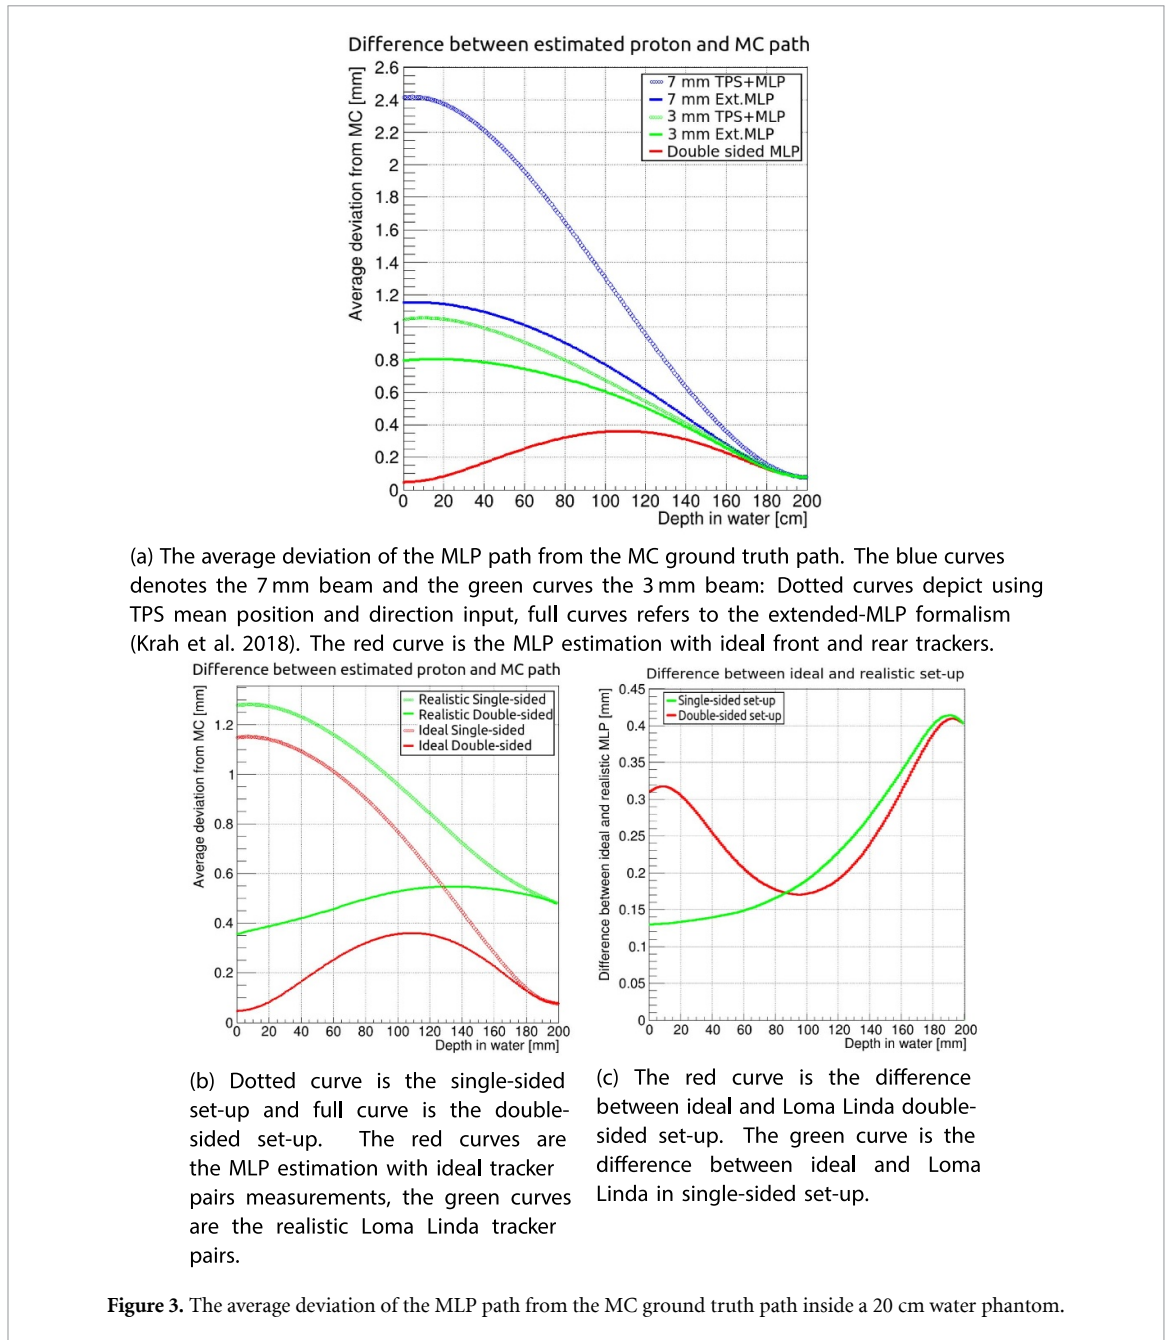 Difference between estimated proton and MC path
Average deviation from MC [mm]
2.6
2.4
2.2
2
1.8
1.6
1.4
1.2
1
0.8
0.6
0.4
0.2
0
7 mm TPS+MLP
7 mm Ext.MLP
3 mm TPS+MLP
3 mm Ext.MLP
Double sided MLP
0 20 40 60 80 100 120 140 160 180 200
Depth in water [cm]
(a) The average deviation of the MLP path from the MC ground truth path. The blue curves
denotes the 7 mm beam and the green curves the 3 mm beam: Dotted curves depict using
TPS mean position and direction input, full curves refers to the extended-MLP formalism
(Krah et al. 2018). The red curve is the MLP estimation with ideal front and rear trackers.
Difference between estimated proton and MC path
Average deviation from MC [mm]
1.2
1
0.8
0.6
0.4
0.2
0
Realistic Single-sided
Realistic Double-sided
Ideal Single-sided
Ideal Double-sided
0 20 40 60 80 100 120 140 160 180 200
Depth in water [mm]
(b) Dotted curve is the single-sided
set-up and full curve is the double-
sided set-up. The red curves are
the MLP estimation with ideal tracker
pairs measurements, the green curves
are the realistic Loma Linda tracker
pairs.
Difference between ideal and realistic set-up
Difference between ideal and realistic MLP [mm]
0.45
0.4
0.35
0.3
0.25
0.2
0.15
0.1
0.05
0
Single-sided set-up
Double-sided set-up
0 20 40 60 80 100 120 140 160 180 200
Depth in water [mm]
(c) The red curve is the difference
between ideal and Loma Linda double-
sided set-up. The green curve is the
difference between ideal and Loma
Linda in single-sided set-up.
Figure 3. The average deviation of the MLP path from the MC ground truth path inside a 20 cm water phantom.